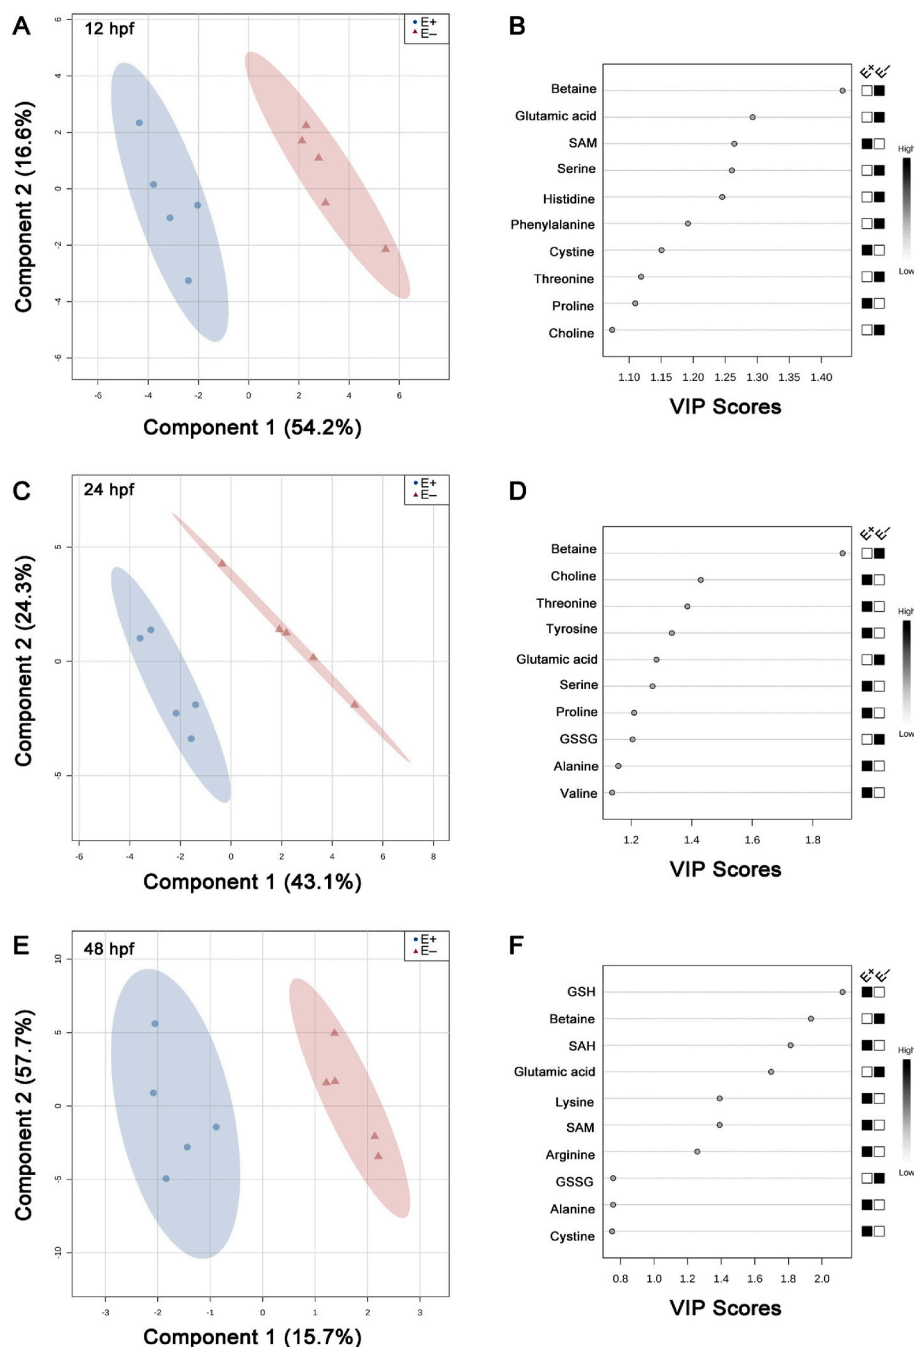 A
12 hpf
E+
E–
6
4
2
0
-2
-4
-6
Component 2 (16.6%)
-6 -4 -2 0 2 4 6
Component 1 (54.2%)
B
E+ E–
Betaine
Glutamic acid
SAM
Serine
Histidine
Phenylalanine
Cystine
Threonine
Proline
Choline
High
Low
1.10 1.15 1.20 1.25 1.30 1.35 1.40
VIP Scores
C
24 hpf
E+
E–
5
0
-5
Component 2 (24.3%)
-6 -4 -2 0 2 4 6 8
Component 1 (43.1%)
D
E+ E–
Betaine
Choline
Threonine
Tyrosine
Glutamic acid
Serine
Proline
GSSG
Alanine
Valine
High
Low
1.2 1.4 1.6 1.8
VIP Scores
E
48 hpf
E+
E–
10
5
0
-5
-10
Component 2 (57.7%)
-3 -2 -1 0 1 2 3
Component 1 (15.7%)
F
E+ E–
GSH
Betaine
SAH
Glutamic acid
Lysine
SAM
Arginine
GSSG
Alanine
Cystine
High
Low
0.8 1.0 1.2 1.4 1.6 1.8 2.0
VIP Scores